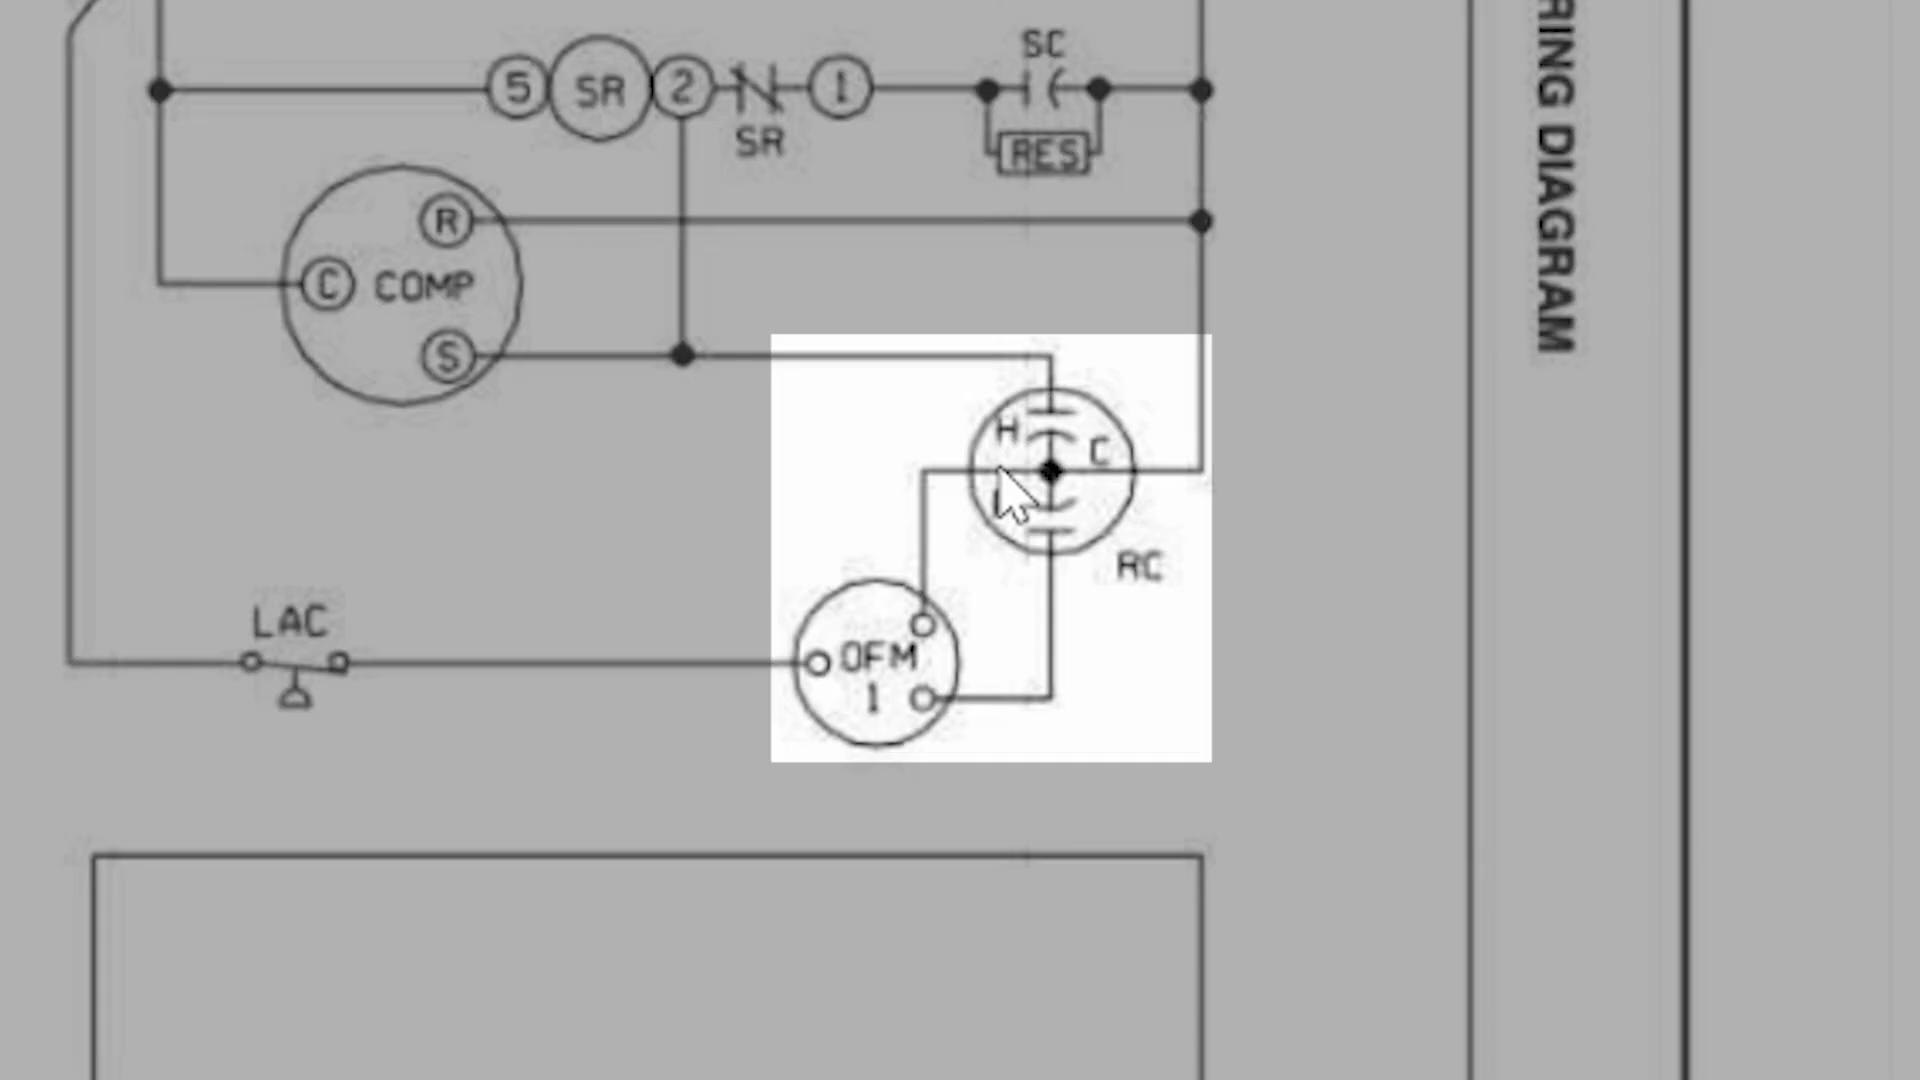 SC
5 SR 2 1
SR
RES
R
C COMP
S
H
C
RC
LAC
OFM
1
RING DIAGRAM